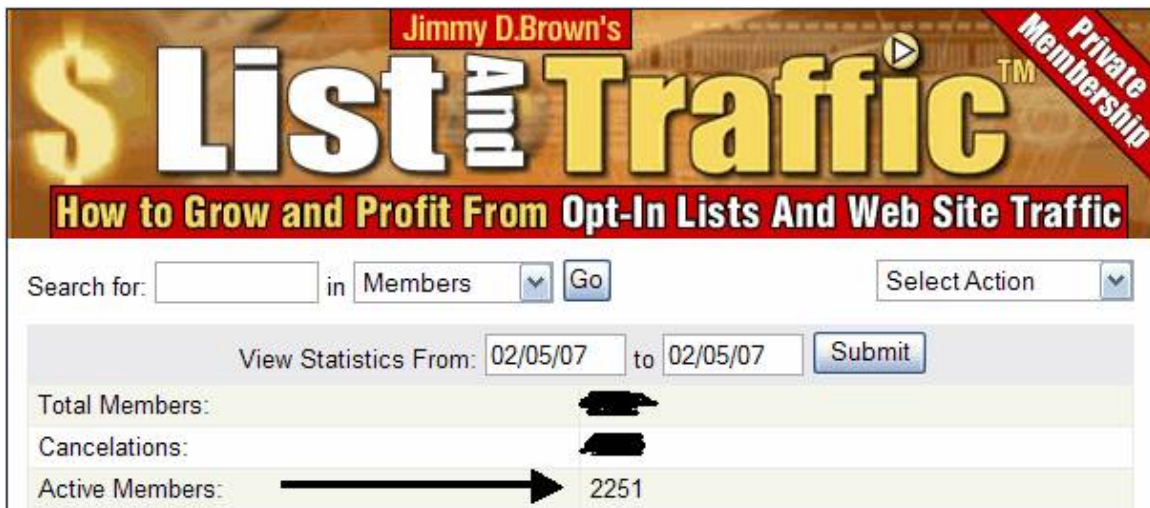 Jimmy D.Brown's
$ List And Traffic™
Private Membership
How to Grow and Profit From Opt-In Lists And Web Site Traffic
Search for: in Members Go Select Action
View Statistics From: 02/05/07 to 02/05/07 Submit
Total Members:
Cancelations:
Active Members: 2251